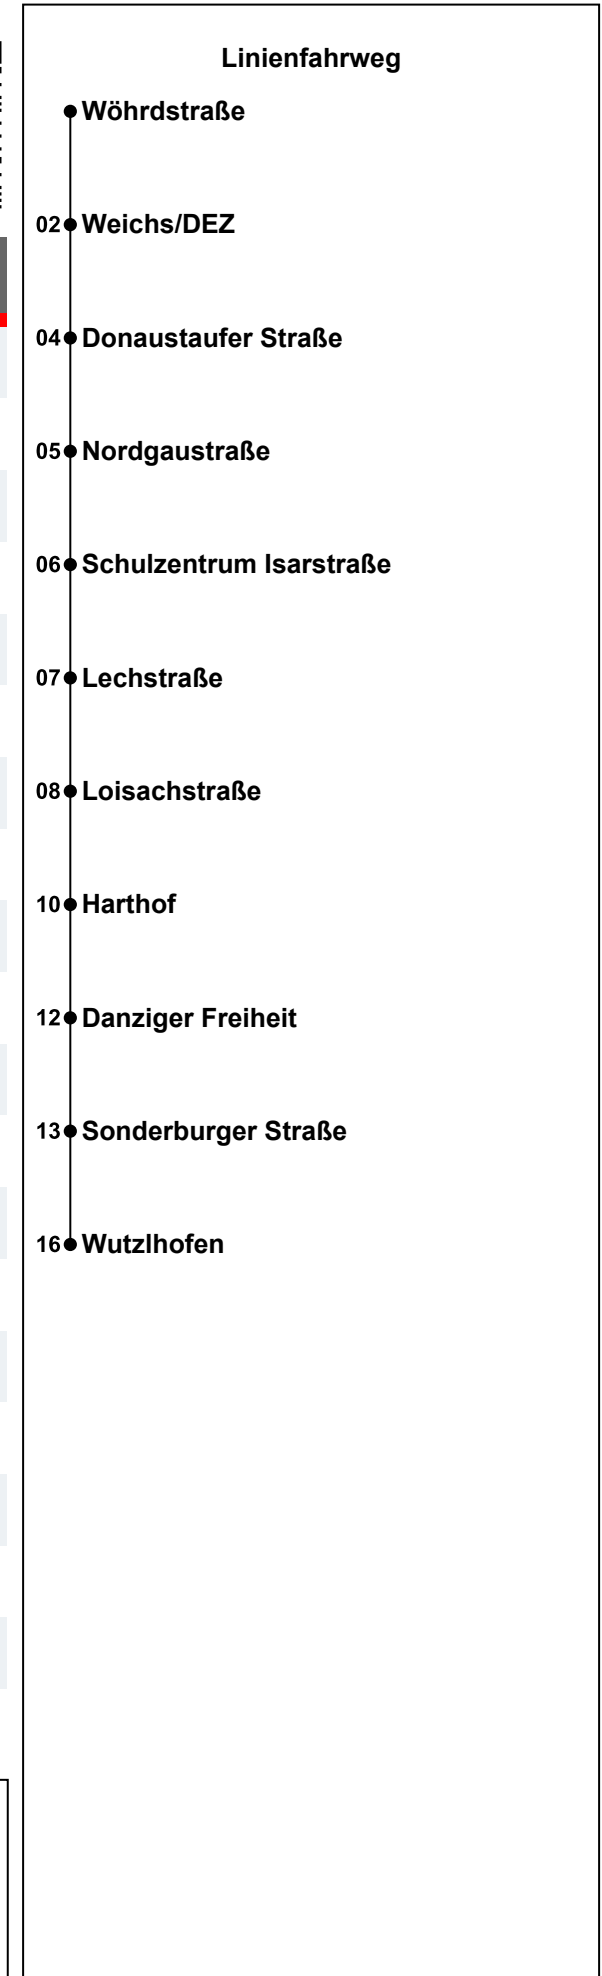 Linienfahrweg
Wöhrdstraße
02 Weichs/DEZ
04 Donaustaufer Straße
05 Nordgaustraße
06 Schulzentrum Isarstraße
07 Lechstraße
08 Loisachstraße
10 Harthof
12 Danziger Freiheit
13 Sonderburger Straße
16 Wutzlhofen